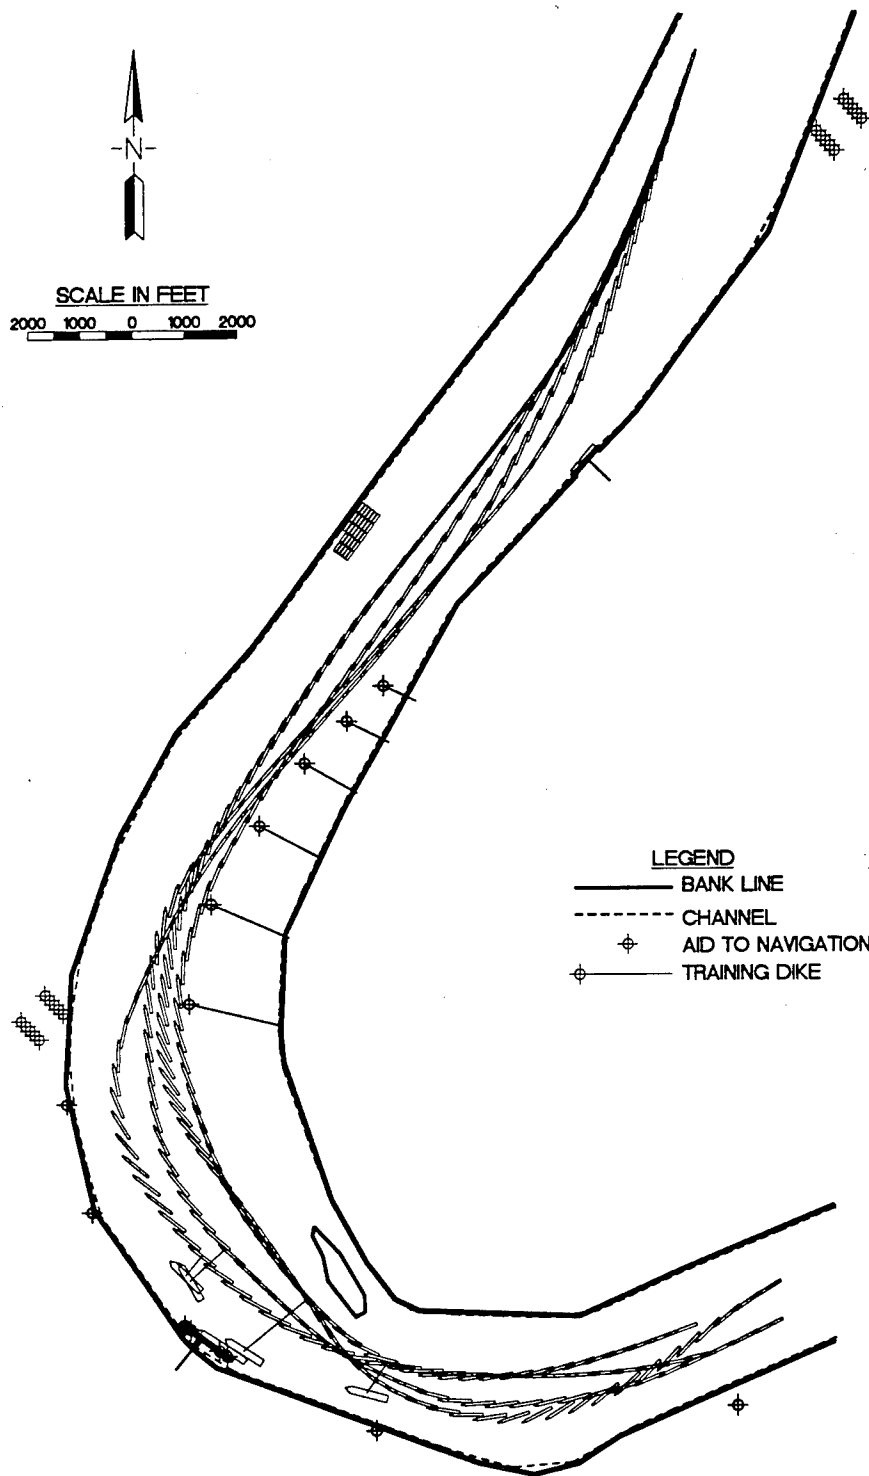 N
SCALE IN FEET
2000 1000 0 1000 2000
LEGEND
BANK LINE
CHANNEL
AID TO NAVIGATION
TRAINING DIKE